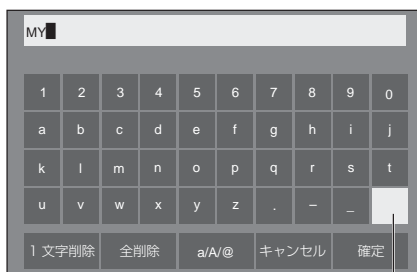 MY
1 2 3 4 5 6 7 8 9 0
a b c d e f g h i j
k l m n o p q r s t
u v w x y z . – _
1 文字削除 全削除 a/A/@ キャンセル 確定